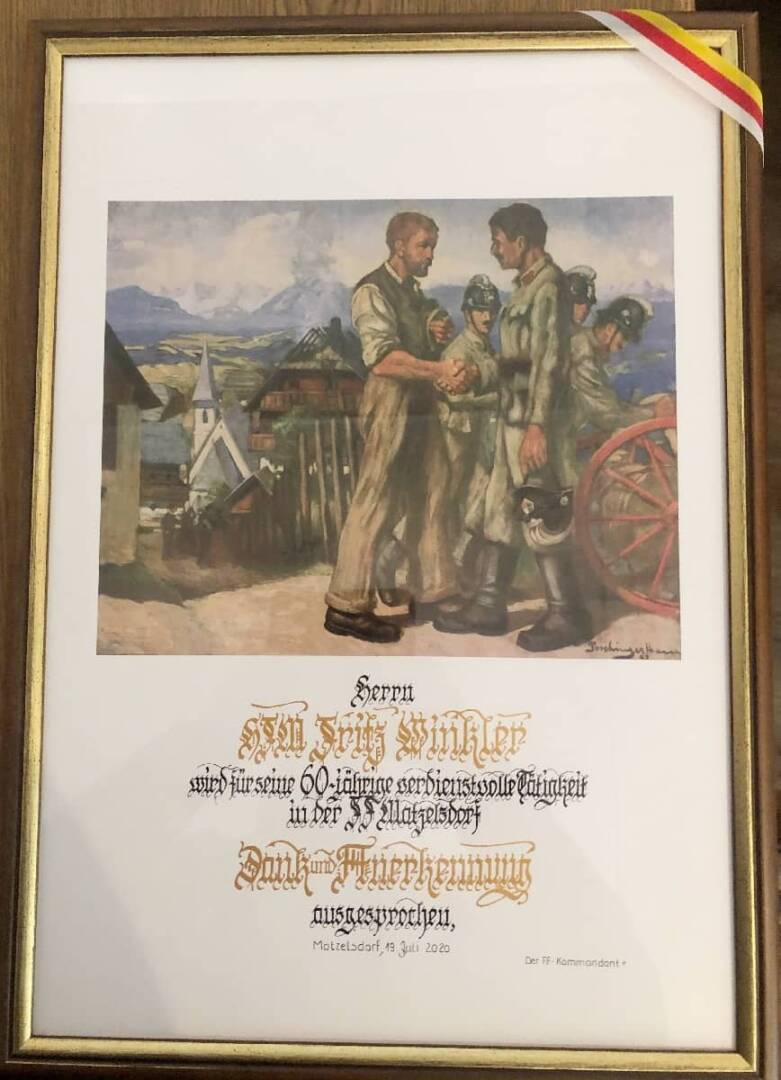 Herrn
HFM Fritz Winkler
wird für seine 60-jährige verdienstvolle Tätigkeit
in der FF Matzelsdorf
Dank und Anerkennung
ausgesprochen,
Matzelsdorf, 19. Juli 2020
Der FF-Kommandant